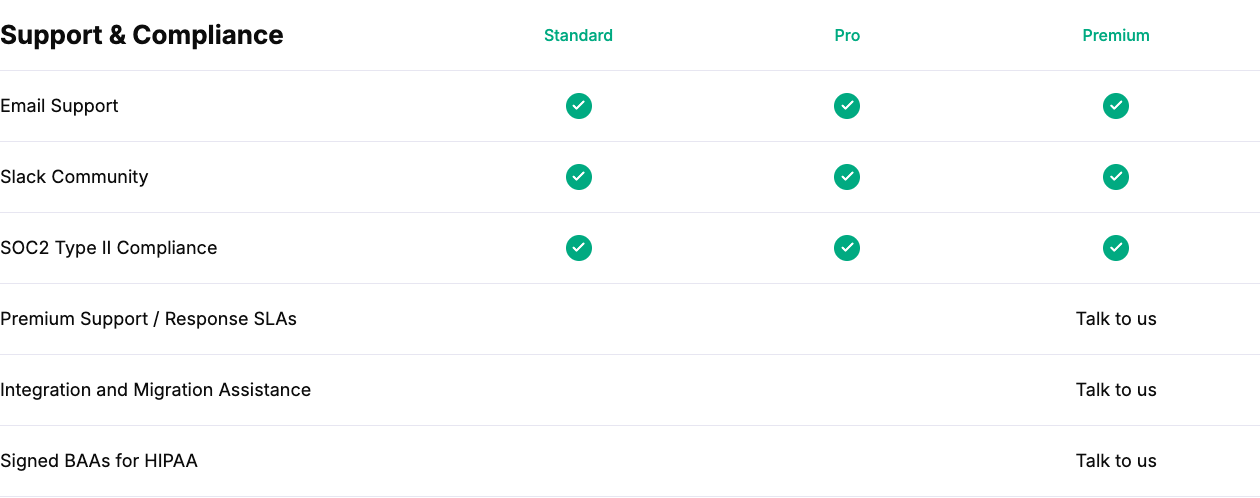 Support & Compliance Standard Pro Premium
Email Support
Slack Community
SOC2 Type II Compliance
Premium Support / Response SLAs Talk to us
Integration and Migration Assistance Talk to us
Signed BAAs for HIPAA Talk to us